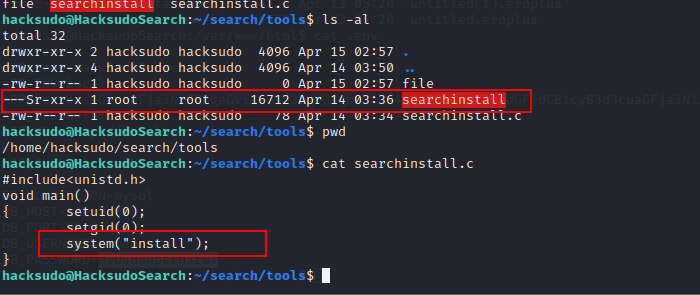 file searchinstall searchinstall.c
hacksudo@HacksudoSearch:~/search/tools$ ls -al
total 32
drwxr-xr-x 2 hacksudo hacksudo  4096 Apr 15 02:57 .
drwxr-xr-x 4 hacksudo hacksudo  4096 Apr 14 03:50 ..
-rw-r--r-- 1 hacksudo hacksudo     0 Apr 15 02:57 file
---Sr-xr-x 1 root     root     16712 Apr 14 03:36 searchinstall
-rw-r--r-- 1 hacksudo hacksudo    78 Apr 14 03:34 searchinstall.c
hacksudo@HacksudoSearch:~/search/tools$ pwd
/home/hacksudo/search/tools
hacksudo@HacksudoSearch:~/search/tools$ cat searchinstall.c
#include<unistd.h>
void main()
{       setuid(0);
        setgid(0);
        system("install");
}
hacksudo@HacksudoSearch:~/search/tools$